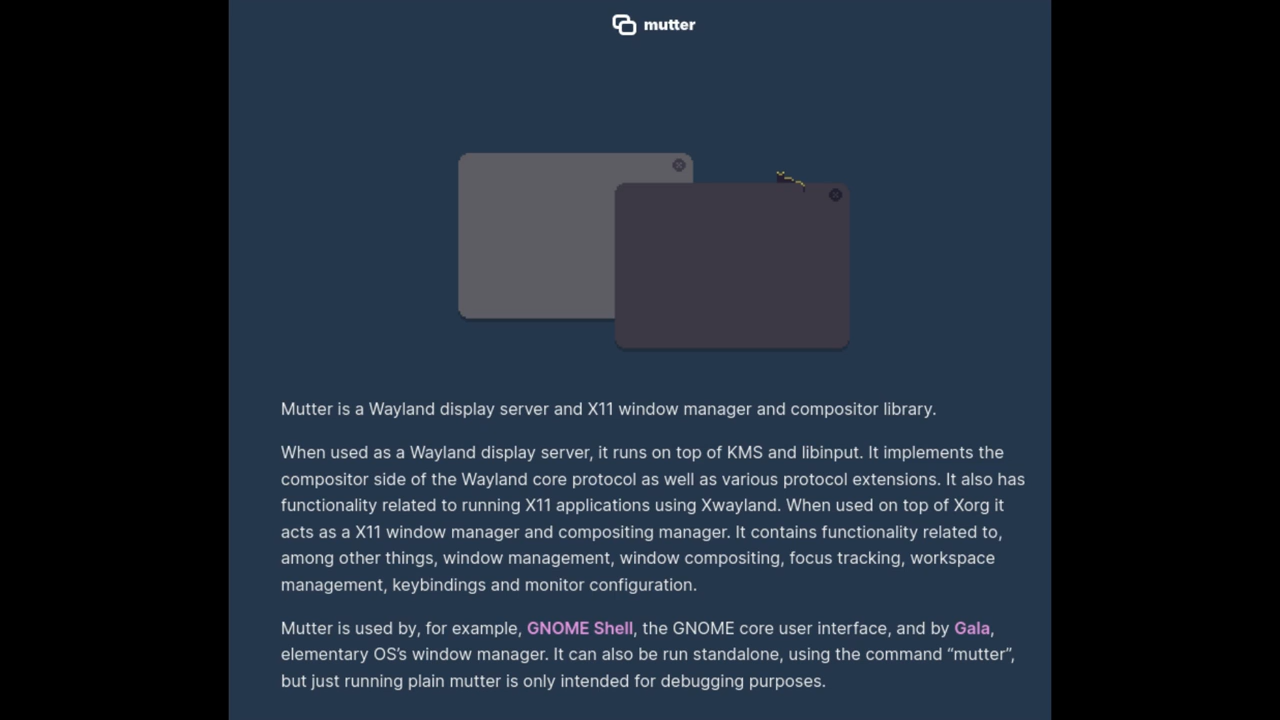 mutter
Mutter is a Wayland display server and X11 window manager and compositor library.
When used as a Wayland display server, it runs on top of KMS and libinput. It implements the
compositor side of the Wayland core protocol as well as various protocol extensions. It also has
functionality related to running X11 applications using Xwayland. When used on top of Xorg it
acts as a X11 window manager and compositing manager. It contains functionality related to,
among other things, window management, window compositing, focus tracking, workspace
management, keybindings and monitor configuration.
Mutter is used by, for example, GNOME Shell, the GNOME core user interface, and by Gala,
elementary OS’s window manager. It can also be run standalone, using the command “mutter”,
but just running plain mutter is only intended for debugging purposes.